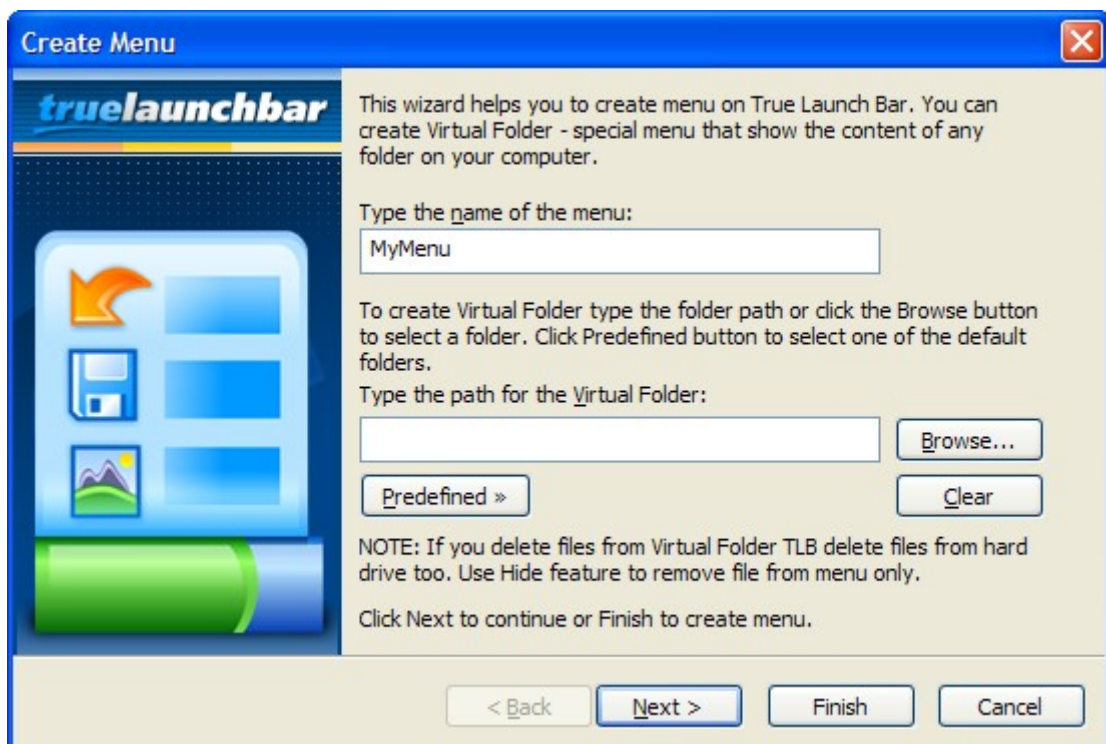 Create Menu
truelaunchbar
This wizard helps you to create menu on True Launch Bar. You can
create Virtual Folder - special menu that show the content of any
folder on your computer.
Type the name of the menu:
MyMenu
To create Virtual Folder type the folder path or click the Browse button
to select a folder. Click Predefined button to select one of the default
folders.
Type the path for the Virtual Folder:
Browse...
Predefined »
Clear
NOTE: If you delete files from Virtual Folder TLB delete files from hard
drive too. Use Hide feature to remove file from menu only.
Click Next to continue or Finish to create menu.
< Back
Next >
Finish
Cancel